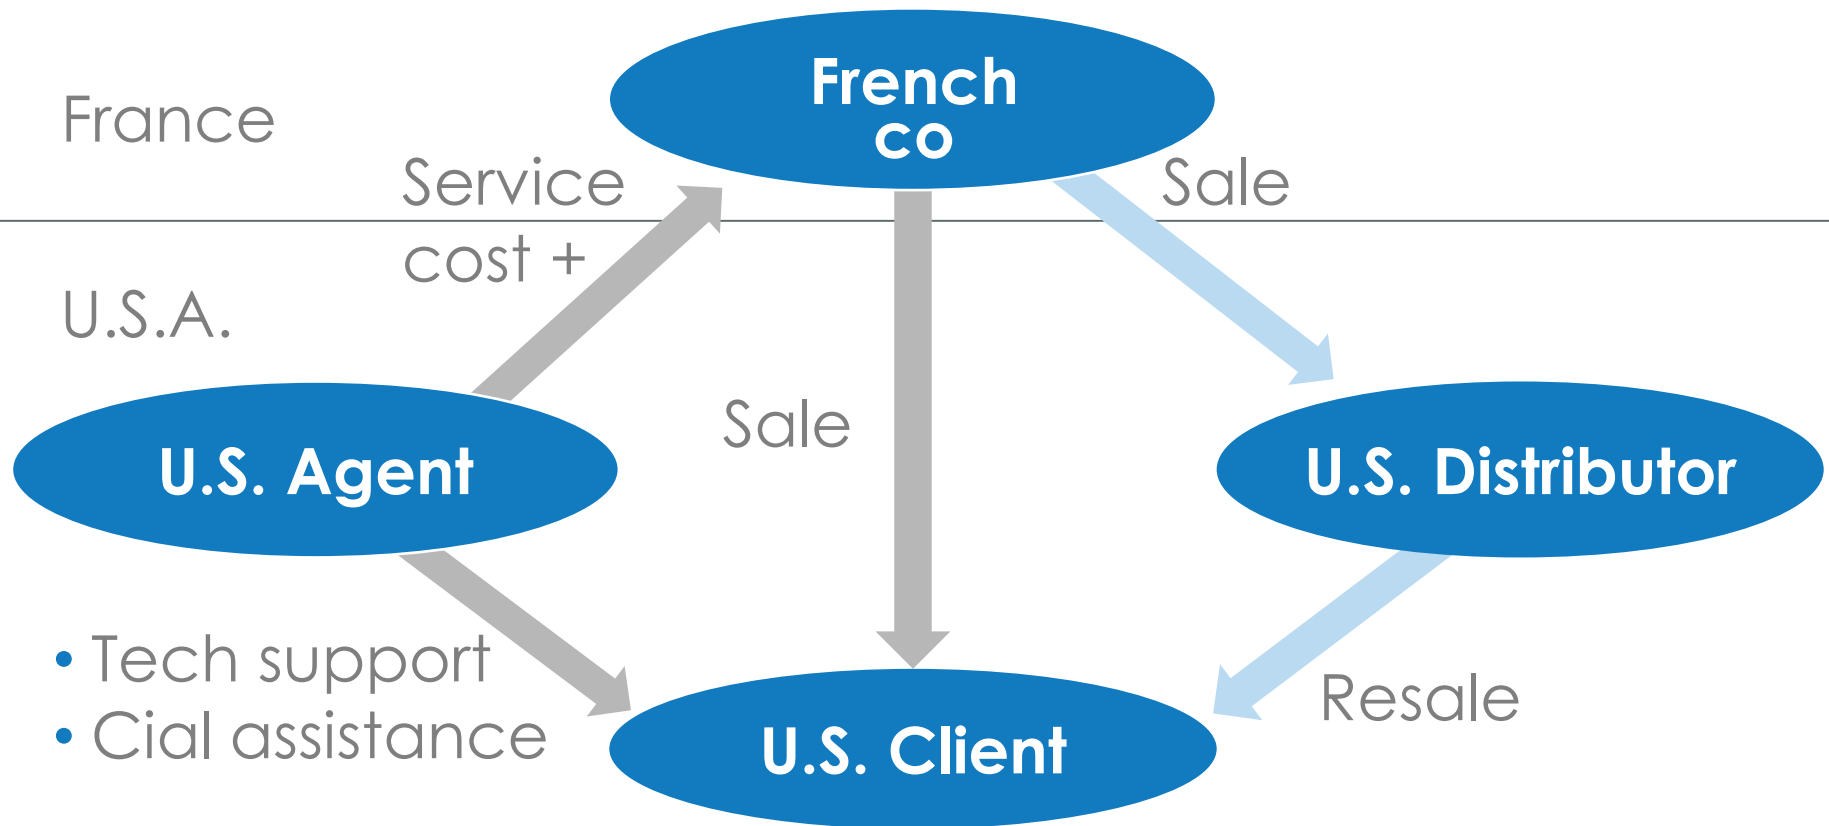 French
co
France
Service
Sale
cost +
U.S.A.
Sale
U.S. Agent
U.S. Distributor
• Tech support
• Cial assistance
Resale
U.S. Client